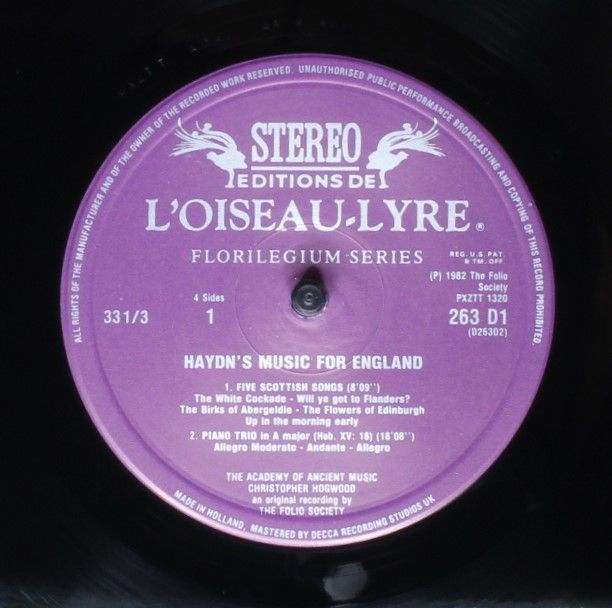 ALL RIGHTS OF THE MANUFACTURER AND OF THE OWNER OF THE RECORDED WORK RESERVED. UNAUTHORISED PUBLIC PERFORMANCE BROADCASTING AND COPYING OF THIS RECORD PROHIBITED.
STEREO
EDITIONS DE
L'OISEAU-LYRE ®
FLORILEGIUM SERIES
REG. U.S. PAT.
& TM. OFF
(P) 1982 The Folio
Society
PXZTT 1320
4 Sides
33 1/3
1
263 D1
(D263D2)
HAYDN'S MUSIC FOR ENGLAND
1. FIVE SCOTTISH SONGS (8'09'')
The White Cockade - Will ye got to Flanders?
The Birks of Abergeldie - The Flowers of Edinburgh
Up in the morning early
2. PIANO TRIO in A major (Hob. XV: 18) (18'08'')
Allegro Moderato - Andante - Allegro
THE ACADEMY OF ANCIENT MUSIC
CHRISTOPHER HOGWOOD
an original recording by
THE FOLIO SOCIETY
MADE IN HOLLAND, MASTERED BY DECCA RECORDING STUDIOS UK